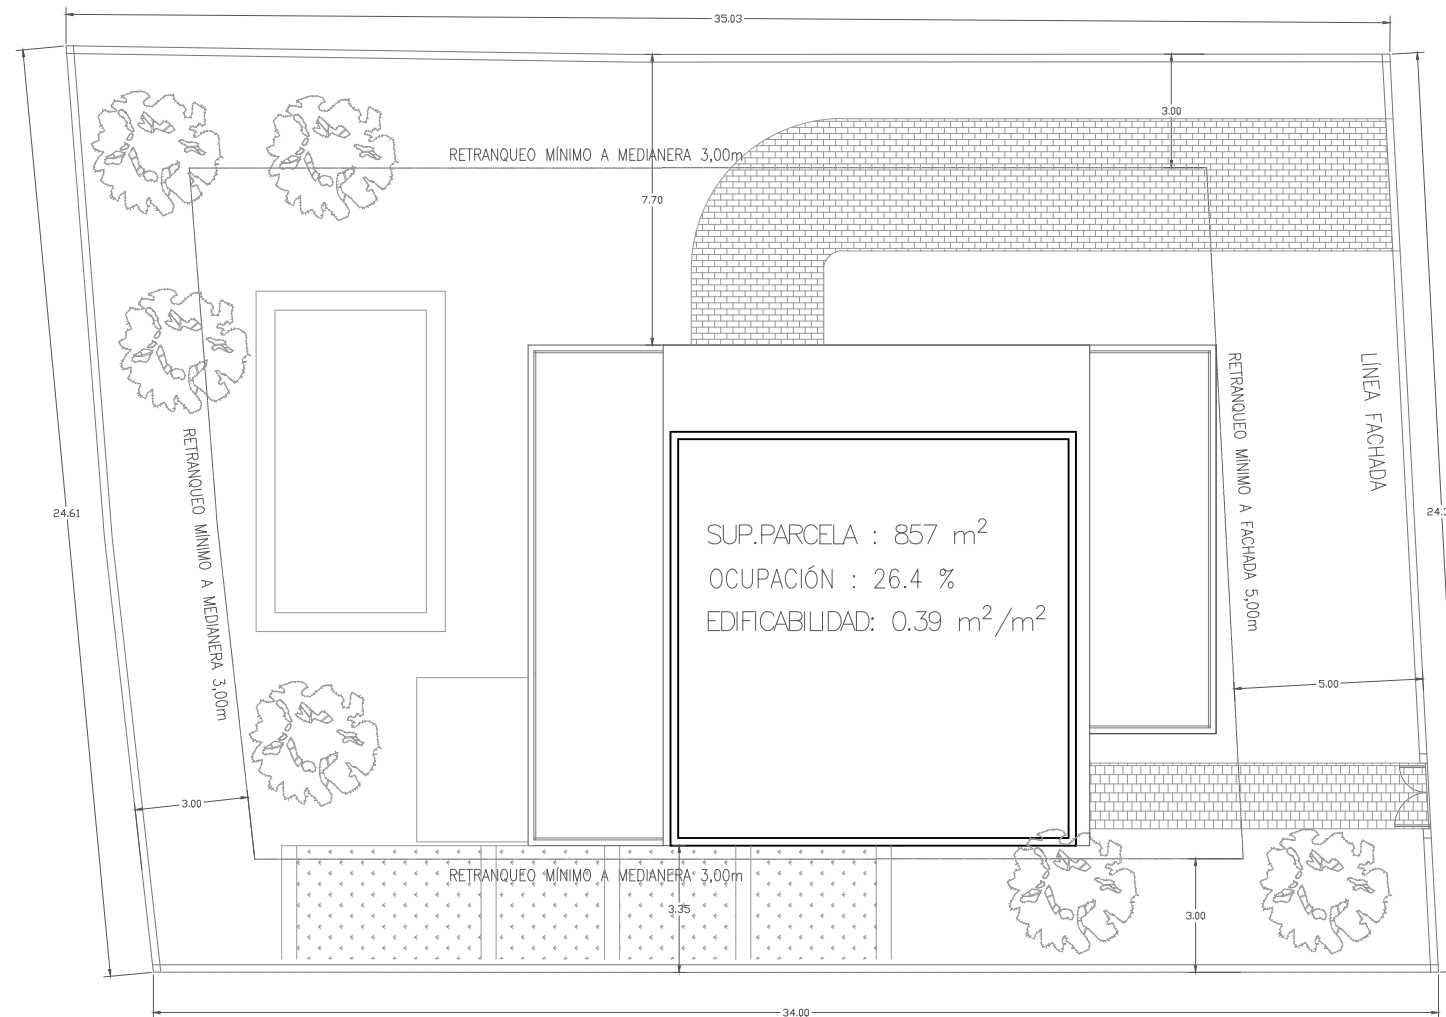 35.03
3.00
RETRANQUEO MÍNIMO A MEDIANERA 3,00m
7.70
LÍNEA FACHADA
RETRANQUEO MÍNIMO A FACHADA 5,00m
RETRANQUEO MÍNIMO A MEDIANERA 3,00m
24.61
SUP.PARCELA : 857 m²
OCUPACIÓN : 26.4 %
EDIFICABILIDAD: 0.39 m²/m²
5.00
3.00
RETRANQUEO MÍNIMO A MEDIANERA 3,00m
3.35
3.00
34.00